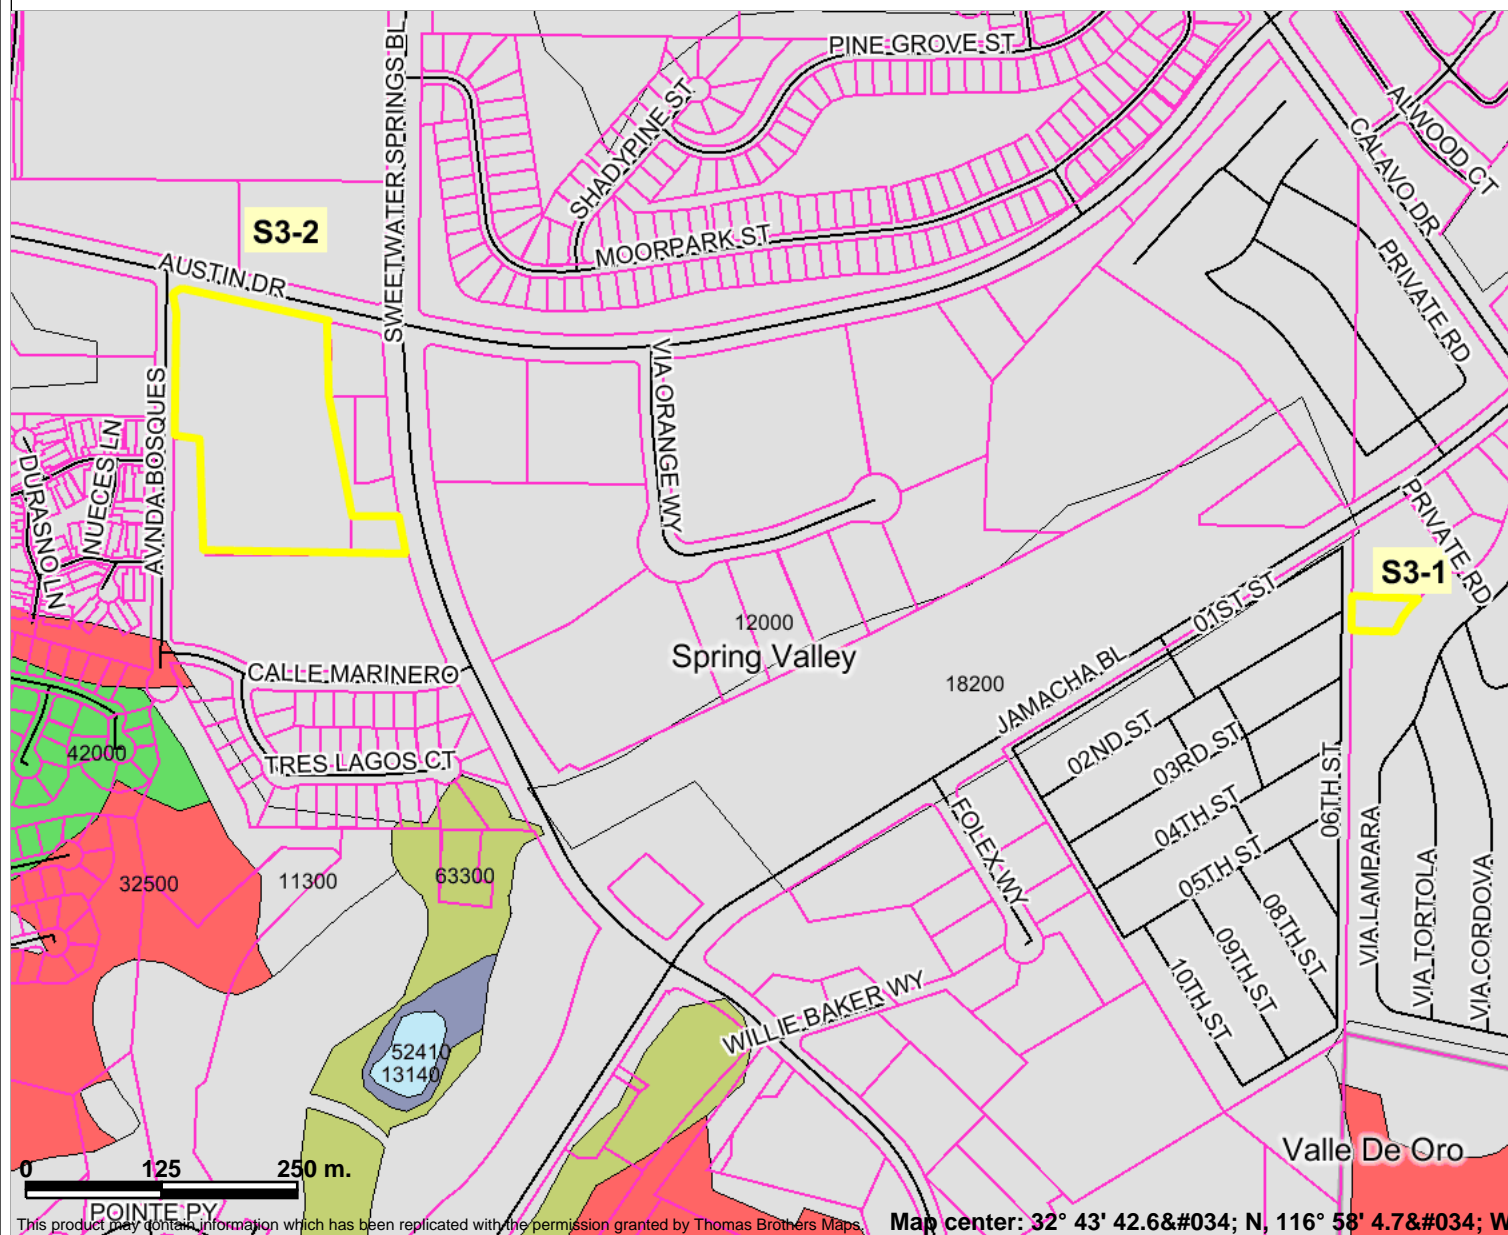 PINE GROVE ST
SWEETWATER SPRINGS BL
SHADYPINE ST
ALWOOD CT
CALAVO DR
S3-2
MOORPARK ST
AUSTIN DR
PRIVATE RD
VIA ORANGE WY
AVNDA BOSQUES
NUECES LN
DURASNO LN
PRIVATE RD
S3-1
01ST ST
12000
Spring Valley
CALLE MARINERO
18200
JAMACHA BL
02ND ST
03RD ST
42000
TRES LAGOS CT
06TH ST
04TH ST
FOLEX WY
05TH ST
VIA LAMPARA
VIA TORTOLA
VIA CORDOVA
32500
11300
63300
08TH ST
09TH ST
10TH ST
WILLIE BAKER WY
52410
13140
Valle De Oro
0 125 250 m.
POINTE PY
This product may contain information which has been replicated with the permission granted by Thomas Brothers Maps.
Map center: 32° 43' 42.6&#034; N, 116° 58' 4.7&#034; W